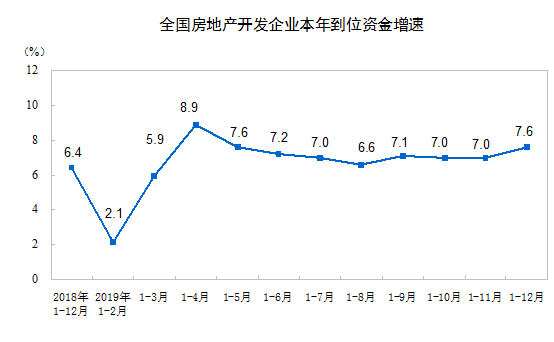 全国房地产开发企业本年到位资金增速
(%)
12
10
8
6
4
2
0
6.4
2.1
5.9
8.9
7.6
7.2
7.0
6.6
7.1
7.0
7.0
7.6
2018年
1-12月
2019年
1-2月
1-3月
1-4月
1-5月
1-6月
1-7月
1-8月
1-9月
1-10月
1-11月
1-12月